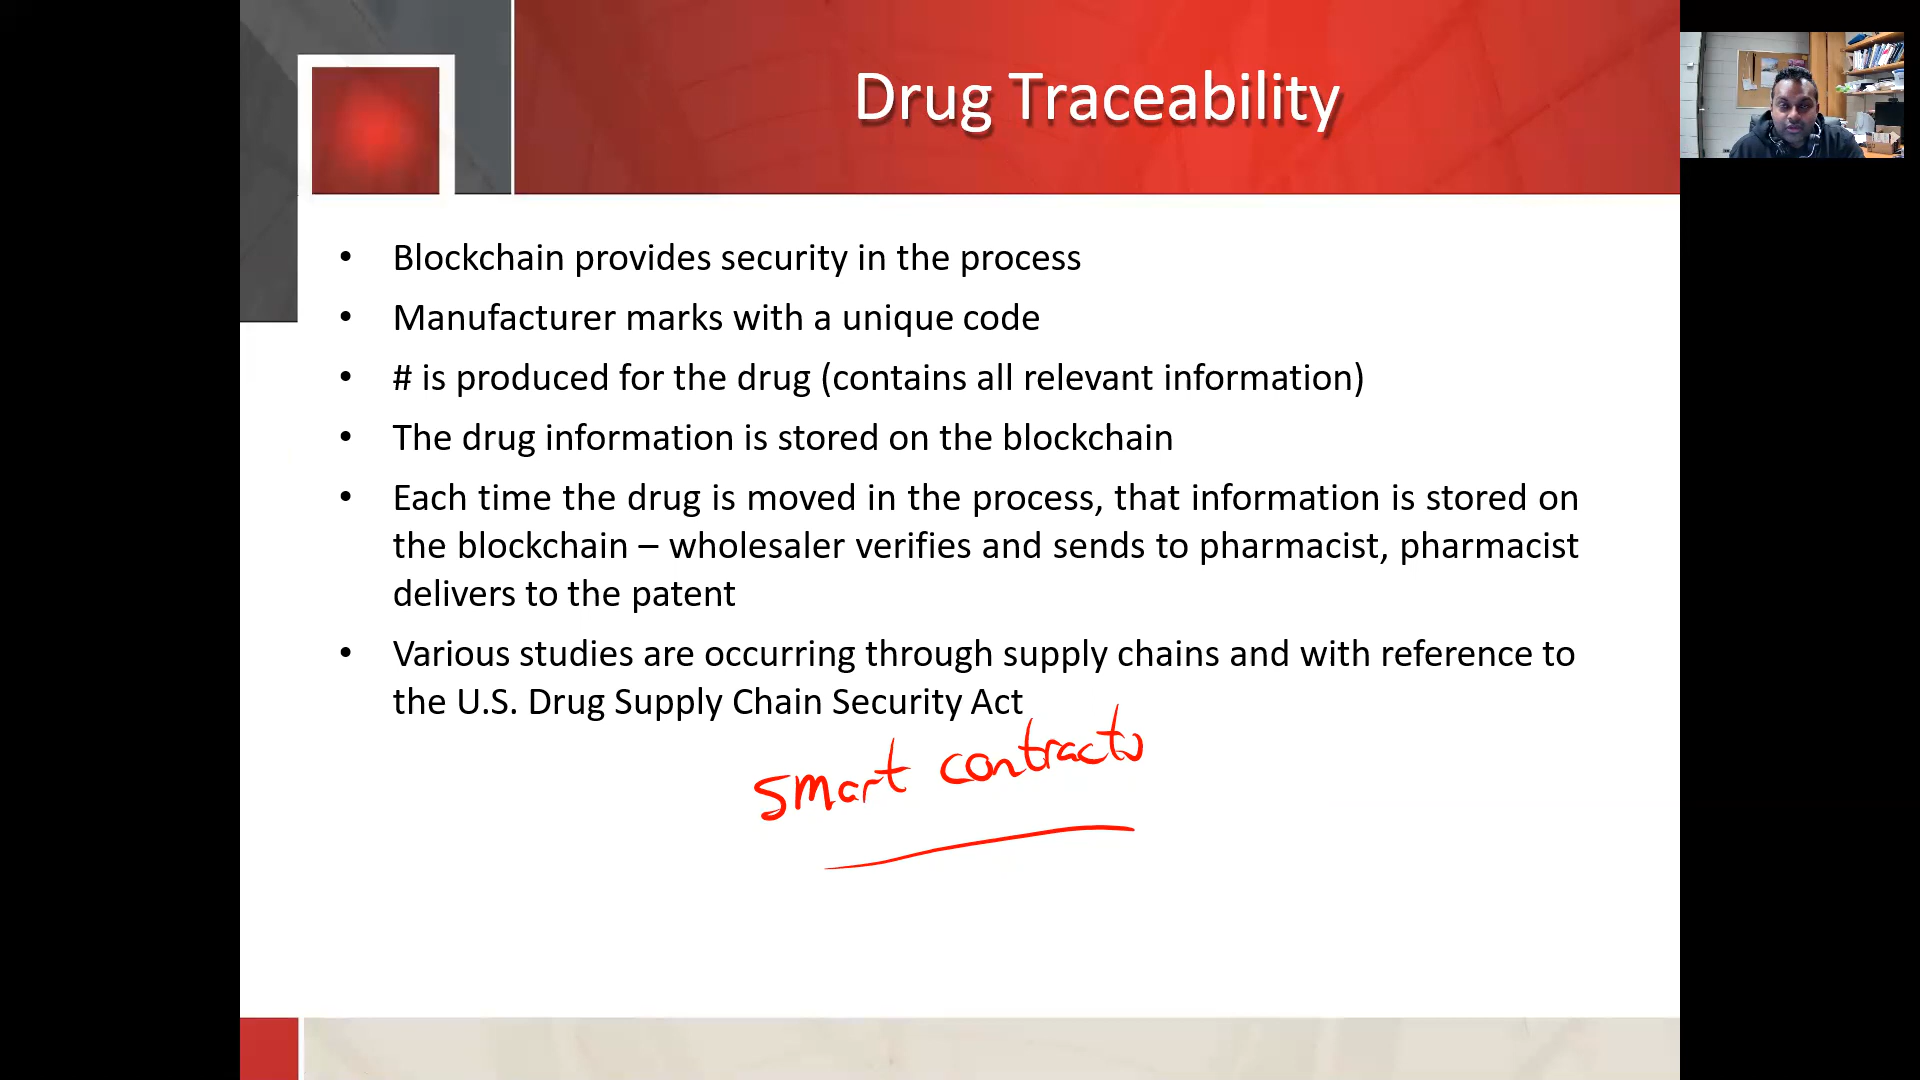 Drug Traceability
• Blockchain provides security in the process
• Manufacturer marks with a unique code
• # is produced for the drug (contains all relevant information)
• The drug information is stored on the blockchain
• Each time the drug is moved in the process, that information is stored on
the blockchain – wholesaler verifies and sends to pharmacist, pharmacist
delivers to the patent
• Various studies are occurring through supply chains and with reference to
the U.S. Drug Supply Chain Security Act
smart contracts